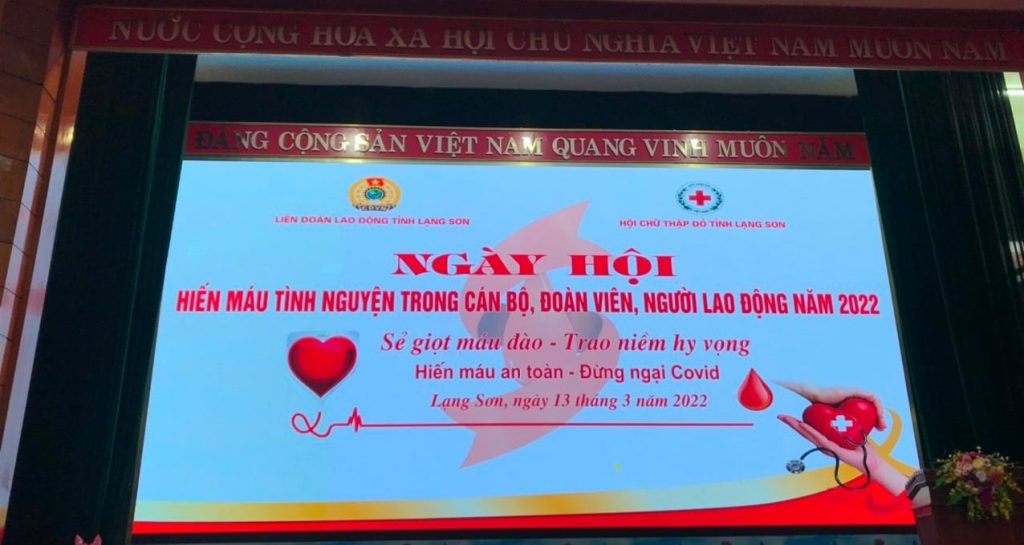 NƯỚC CỘNG HÒA XÃ HỘI CHỦ NGHĨA VIỆT NAM MUÔN NĂM
ĐẢNG CỘNG SẢN VIỆT NAM QUANG VINH MUÔN NĂM
LIÊN ĐOÀN LAO ĐỘNG TỈNH LẠNG SƠN
HỘI CHỮ THẬP ĐỎ TỈNH LẠNG SƠN
NGÀY HỘI
HIẾN MÁU TÌNH NGUYỆN TRONG CÁN BỘ, ĐOÀN VIÊN, NGƯỜI LAO ĐỘNG NĂM 2022
Sẻ giọt máu đào - Trao niềm hy vọng
Hiến máu an toàn - Đừng ngại Covid
Lạng Sơn, ngày 13 tháng 3 năm 2022